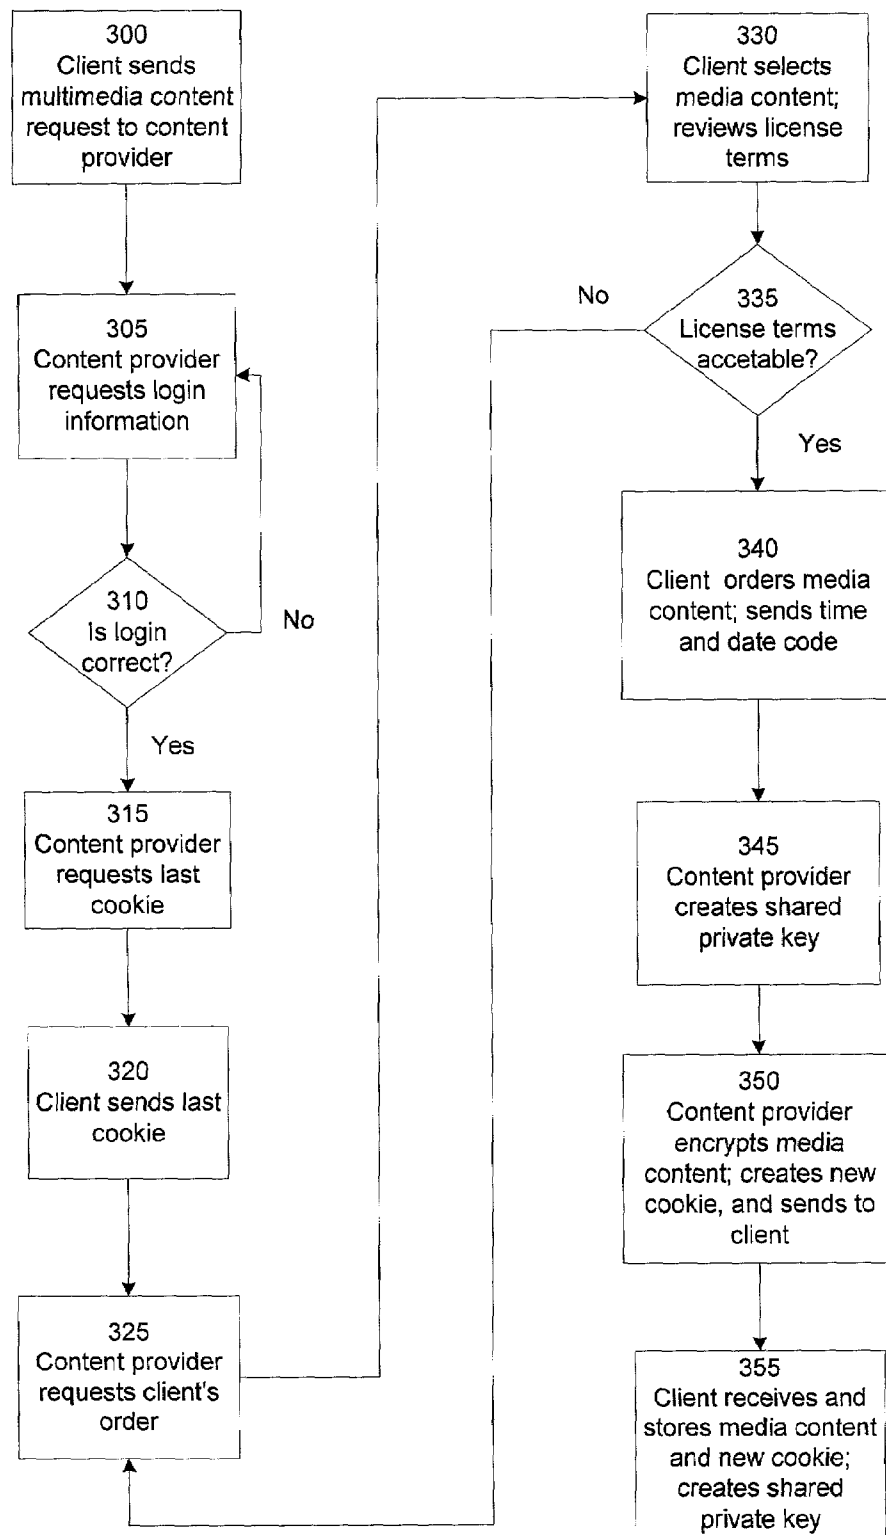 300
Client sends
multimedia content
request to content
provider
305
Content provider
requests login
information
310
Is login
correct?
No
Yes
315
Content provider
requests last
cookie
320
Client sends last
cookie
325
Content provider
requests client's
order
330
Client selects
media content;
reviews license
terms
No
335
License terms
accetable?
Yes
340
Client orders media
content; sends time
and date code
345
Content provider
creates shared
private key
350
Content provider
encrypts media
content; creates new
cookie, and sends to
client
355
Client receives and
stores media content
and new cookie;
creates shared
private key